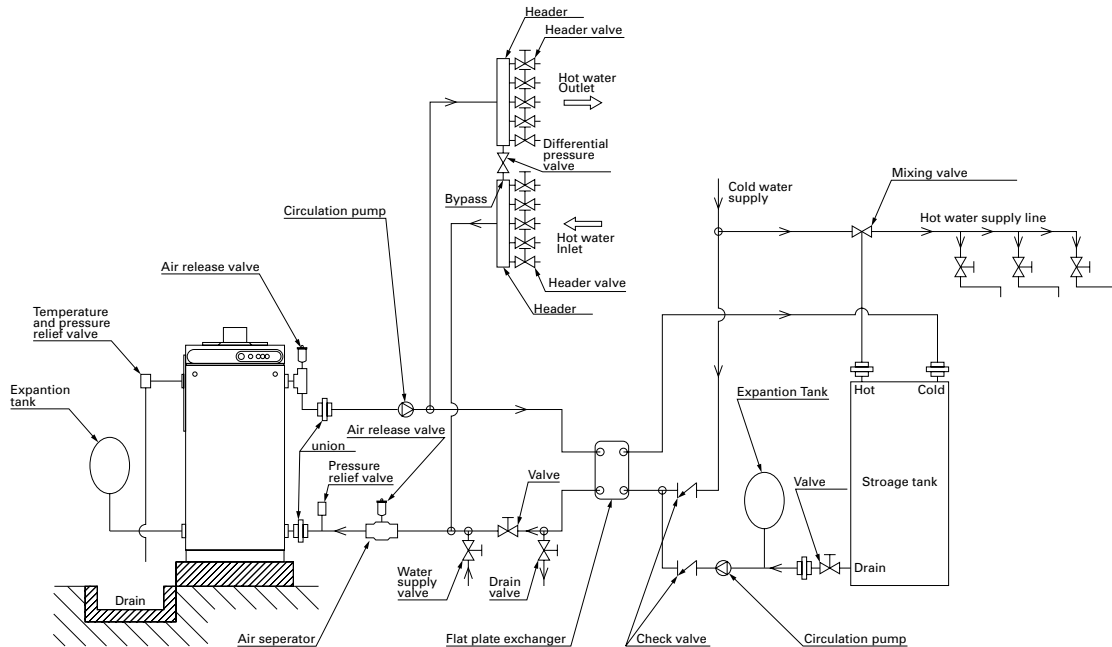 Header
Header valve
Hot water
Outlet
Differential
pressure
valve
Bypass
Circulation pump
Hot water
Inlet
Header valve
Header
Cold water
supply
Mixing valve
Hot water supply line
Air release valve
Temperature
and pressure
relief valve
Expantion
tank
union
Pressure
relief valve
Air release valve
Valve
Water
supply
valve
Drain
valve
Drain
Air seperator
Flat plate exchanger
Check valve
Circulation pump
Expantion Tank
Valve
Hot
Cold
Stroage tank
Drain